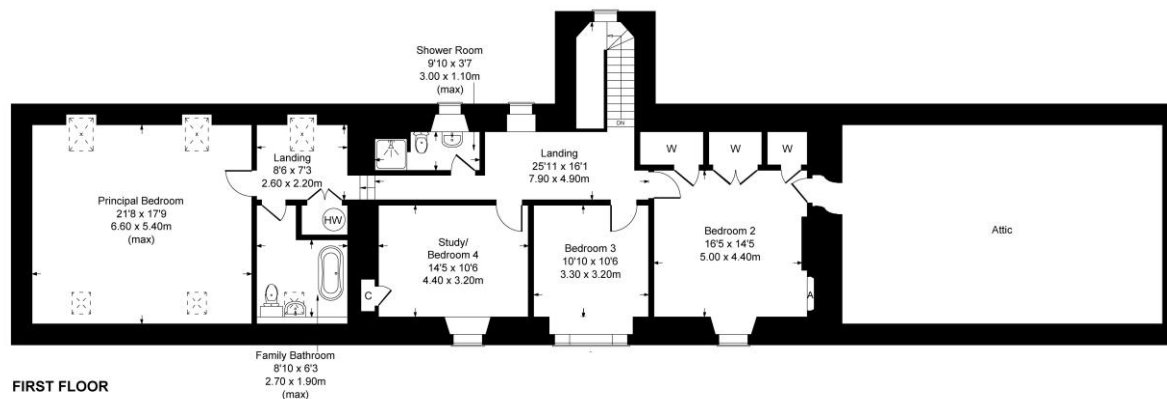 Shower Room
9'10 x 3'7
3.00 x 1.10m
(max)
DN
Landing
8'6 x 7'3
2.60 x 2.20m
Landing
25'11 x 16'1
7.90 x 4.90m
W
W
W
Principal Bedroom
21'8 x 17'9
6.60 x 5.40m
(max)
HW
Study/
Bedroom 4
14'5 x 10'6
4.40 x 3.20m
C
Bedroom 3
10'10 x 10'6
3.30 x 3.20m
Bedroom 2
16'5 x 14'5
5.00 x 4.40m
A
Attic
Family Bathroom
8'10 x 6'3
2.70 x 1.90m
(max)
FIRST FLOOR